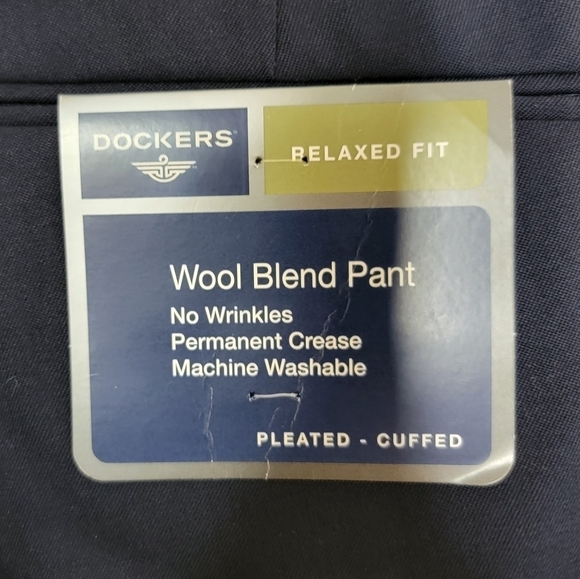 DOCKERS
RELAXED FIT
Wool Blend Pant
No Wrinkles
Permanent Crease
Machine Washable
PLEATED - CUFFED